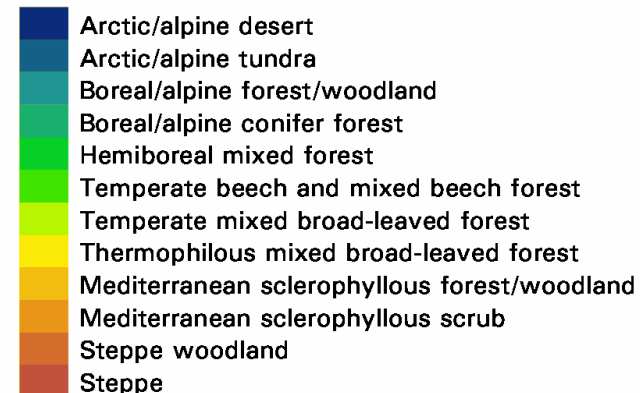 Arctic/alpine desert
Arctic/alpine tundra
Boreal/alpine forest/woodland
Boreal/alpine conifer forest
Hemiboreal mixed forest
Temperate beech and mixed beech forest
Temperate mixed broad-leaved forest
Thermophilous mixed broad-leaved forest
Mediterranean sclerophyllous forest/woodland
Mediterranean sclerophyllous scrub
Steppe woodland
Steppe